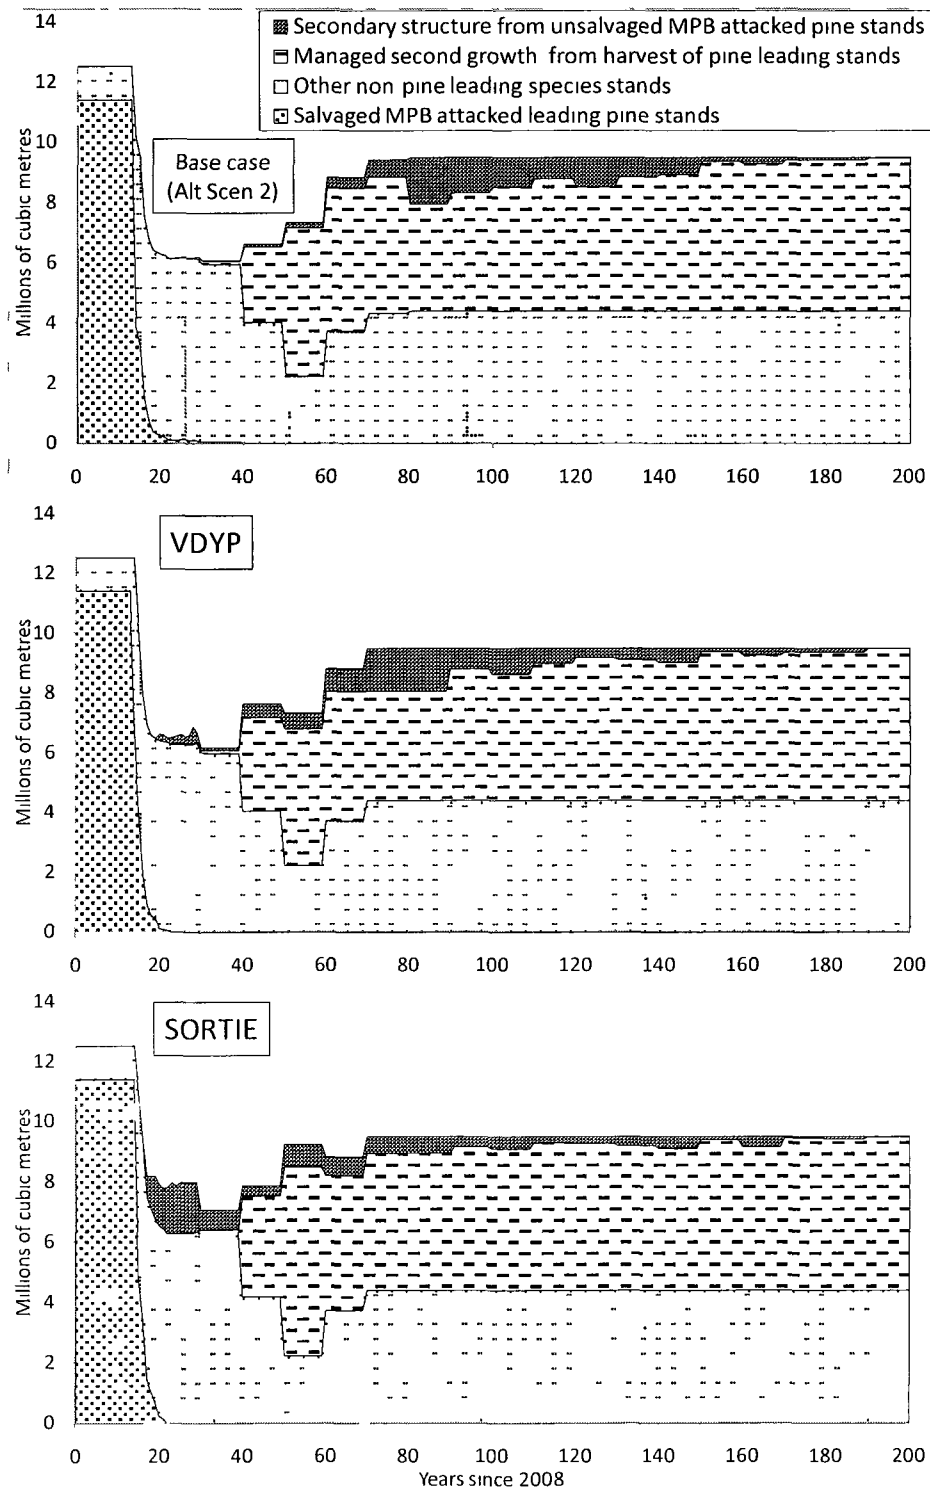 14
Secondary structure from unsalvaged MPB attacked pine stands
Managed second growth from harvest of pine leading stands
Other non pine leading species stands
Salvaged MPB attacked leading pine stands
12
10
8
6
4
2
0
Millions of cubic metres
Base case
(Alt Scen 2)
0 20 40 60 80 100 120 140 160 180 200
14
12
10
8
6
4
2
0
Millions of cubic metres
VDYP
0 20 40 60 80 100 120 140 160 180 200
14
12
10
8
6
4
2
0
Millions of cubic metres
SORTIE
0 20 40 60 80 100 120 140 160 180 200
Years since 2008